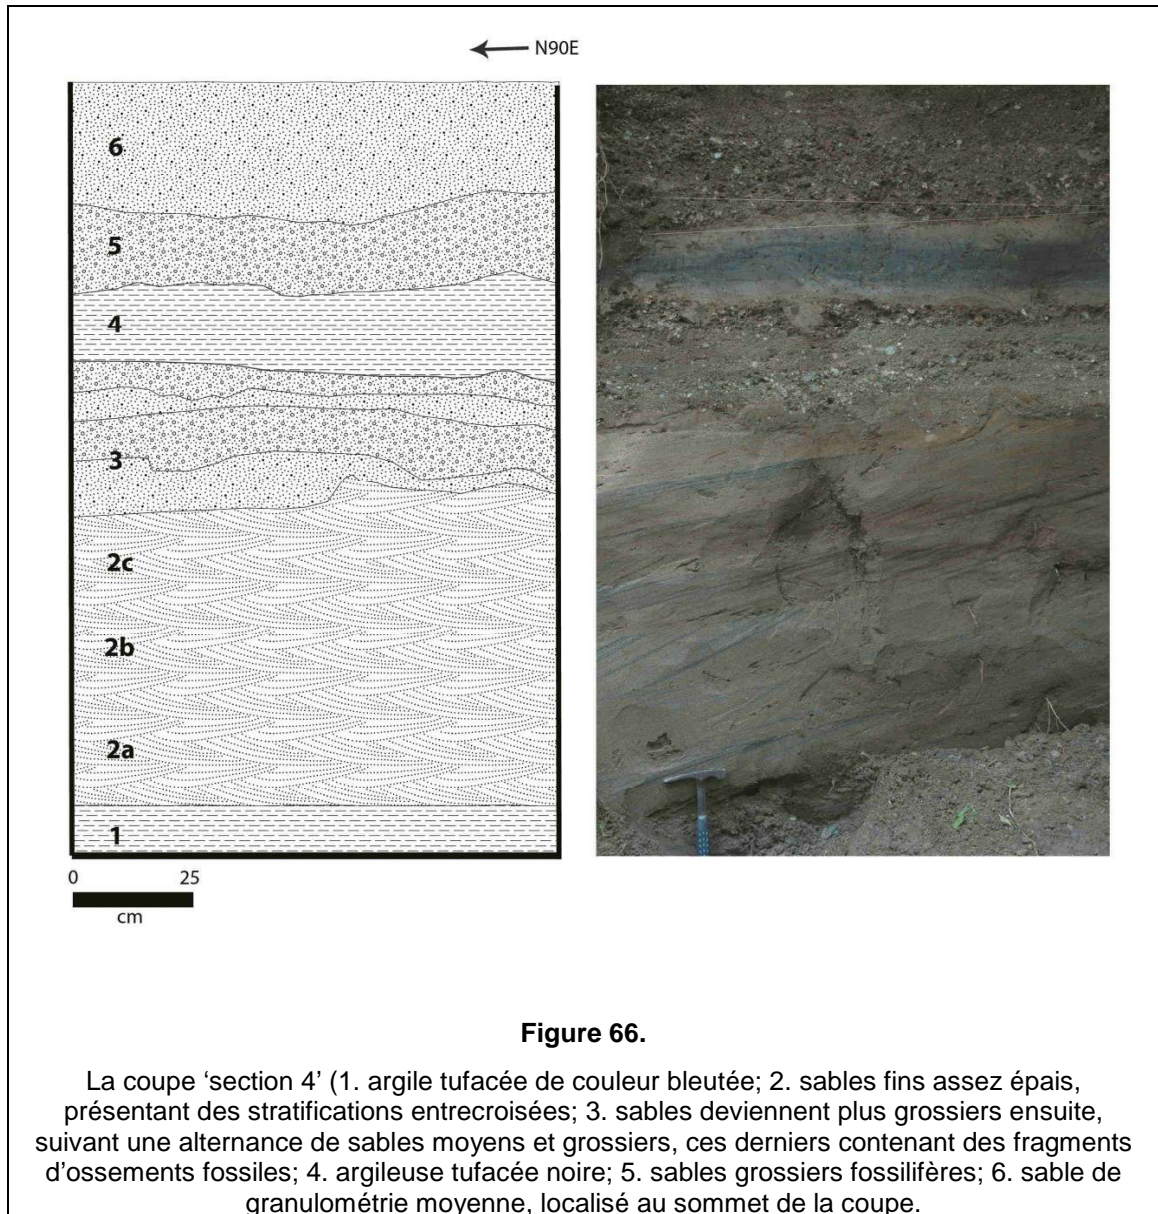 N90E
6
5
4
3
2c
2b
2a
1
0 25
cm
Figure 66.
La coupe ‘section 4’ (1. argile tufacée de couleur bleutée; 2. sables fins assez épais,
présentant des stratifications entrecroisées; 3. sables deviennent plus grossiers ensuite,
suivant une alternance de sables moyens et grossiers, ces derniers contenant des fragments
d’ossements fossiles; 4. argileuse tufacée noire; 5. sables grossiers fossilifères; 6. sable de
granulométrie moyenne, localisé au sommet de la coupe.